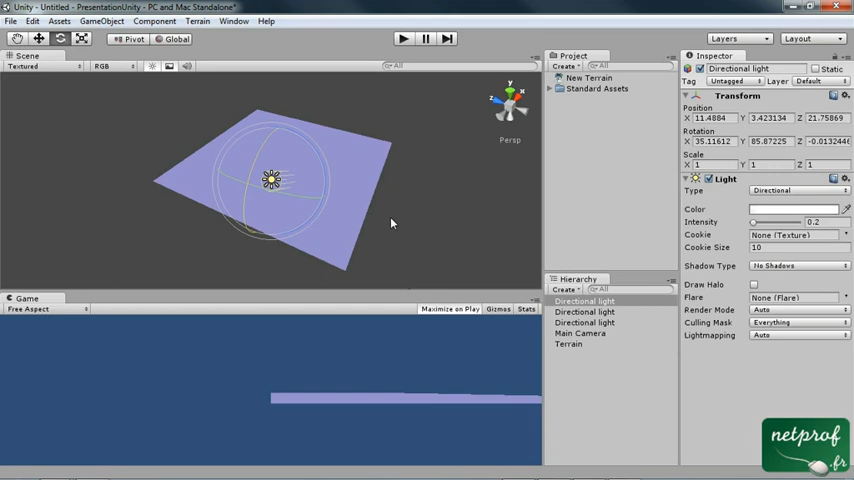 Unity - Untitled - PresentationUnity - PC and Mac Standalone*
File Edit Assets GameObject Component Terrain Window Help
Pivot Global Layers Layout
Scene
Textured RGB All
y
x
z
Persp
Game
Free Aspect Maximize on Play Gizmos Stats
Project
Create All
New Terrain
Standard Assets
Hierarchy
Create All
Directional light
Directional light
Directional light
Main Camera
Terrain
Inspector
Directional light Static
Tag Untagged Layer Default
Transform
Position
X 11.4884 Y 3.423134 Z 21.75869
Rotation
X 35.11612 Y 85.87225 Z -0.0132446
Scale
X 1 Y 1 Z 1
Light
Type Directional
Color
Intensity 0.2
Cookie None (Texture)
Cookie Size 10
Shadow Type No Shadows
Draw Halo
Flare None (Flare)
Render Mode Auto
Culling Mask Everything
Lightmapping Auto
netprof
.fr